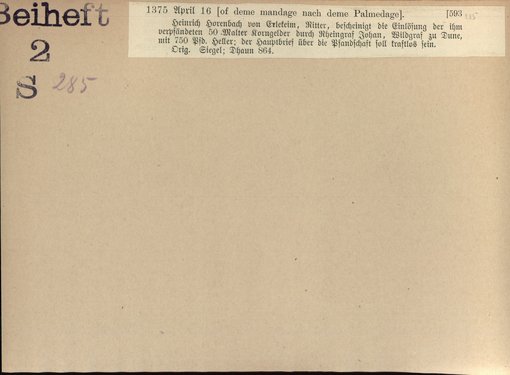 Beiheft
2
S 285
1375 April 16 [of deme mandage nach deme Palmedage]. [593
Heinrich Horenbach von Erlekeim, Ritter, bescheinigt die Einlösung der ihm
verpfändeten 50 Malter Korngelder durch Rheingraf Johan, Wildgraf zu Dune,
mit 750 Pfd. Heller; der Hauptbrief über die Pfandschaft soll kraftlos sein.
Orig. Siegel; Dhaun 864.